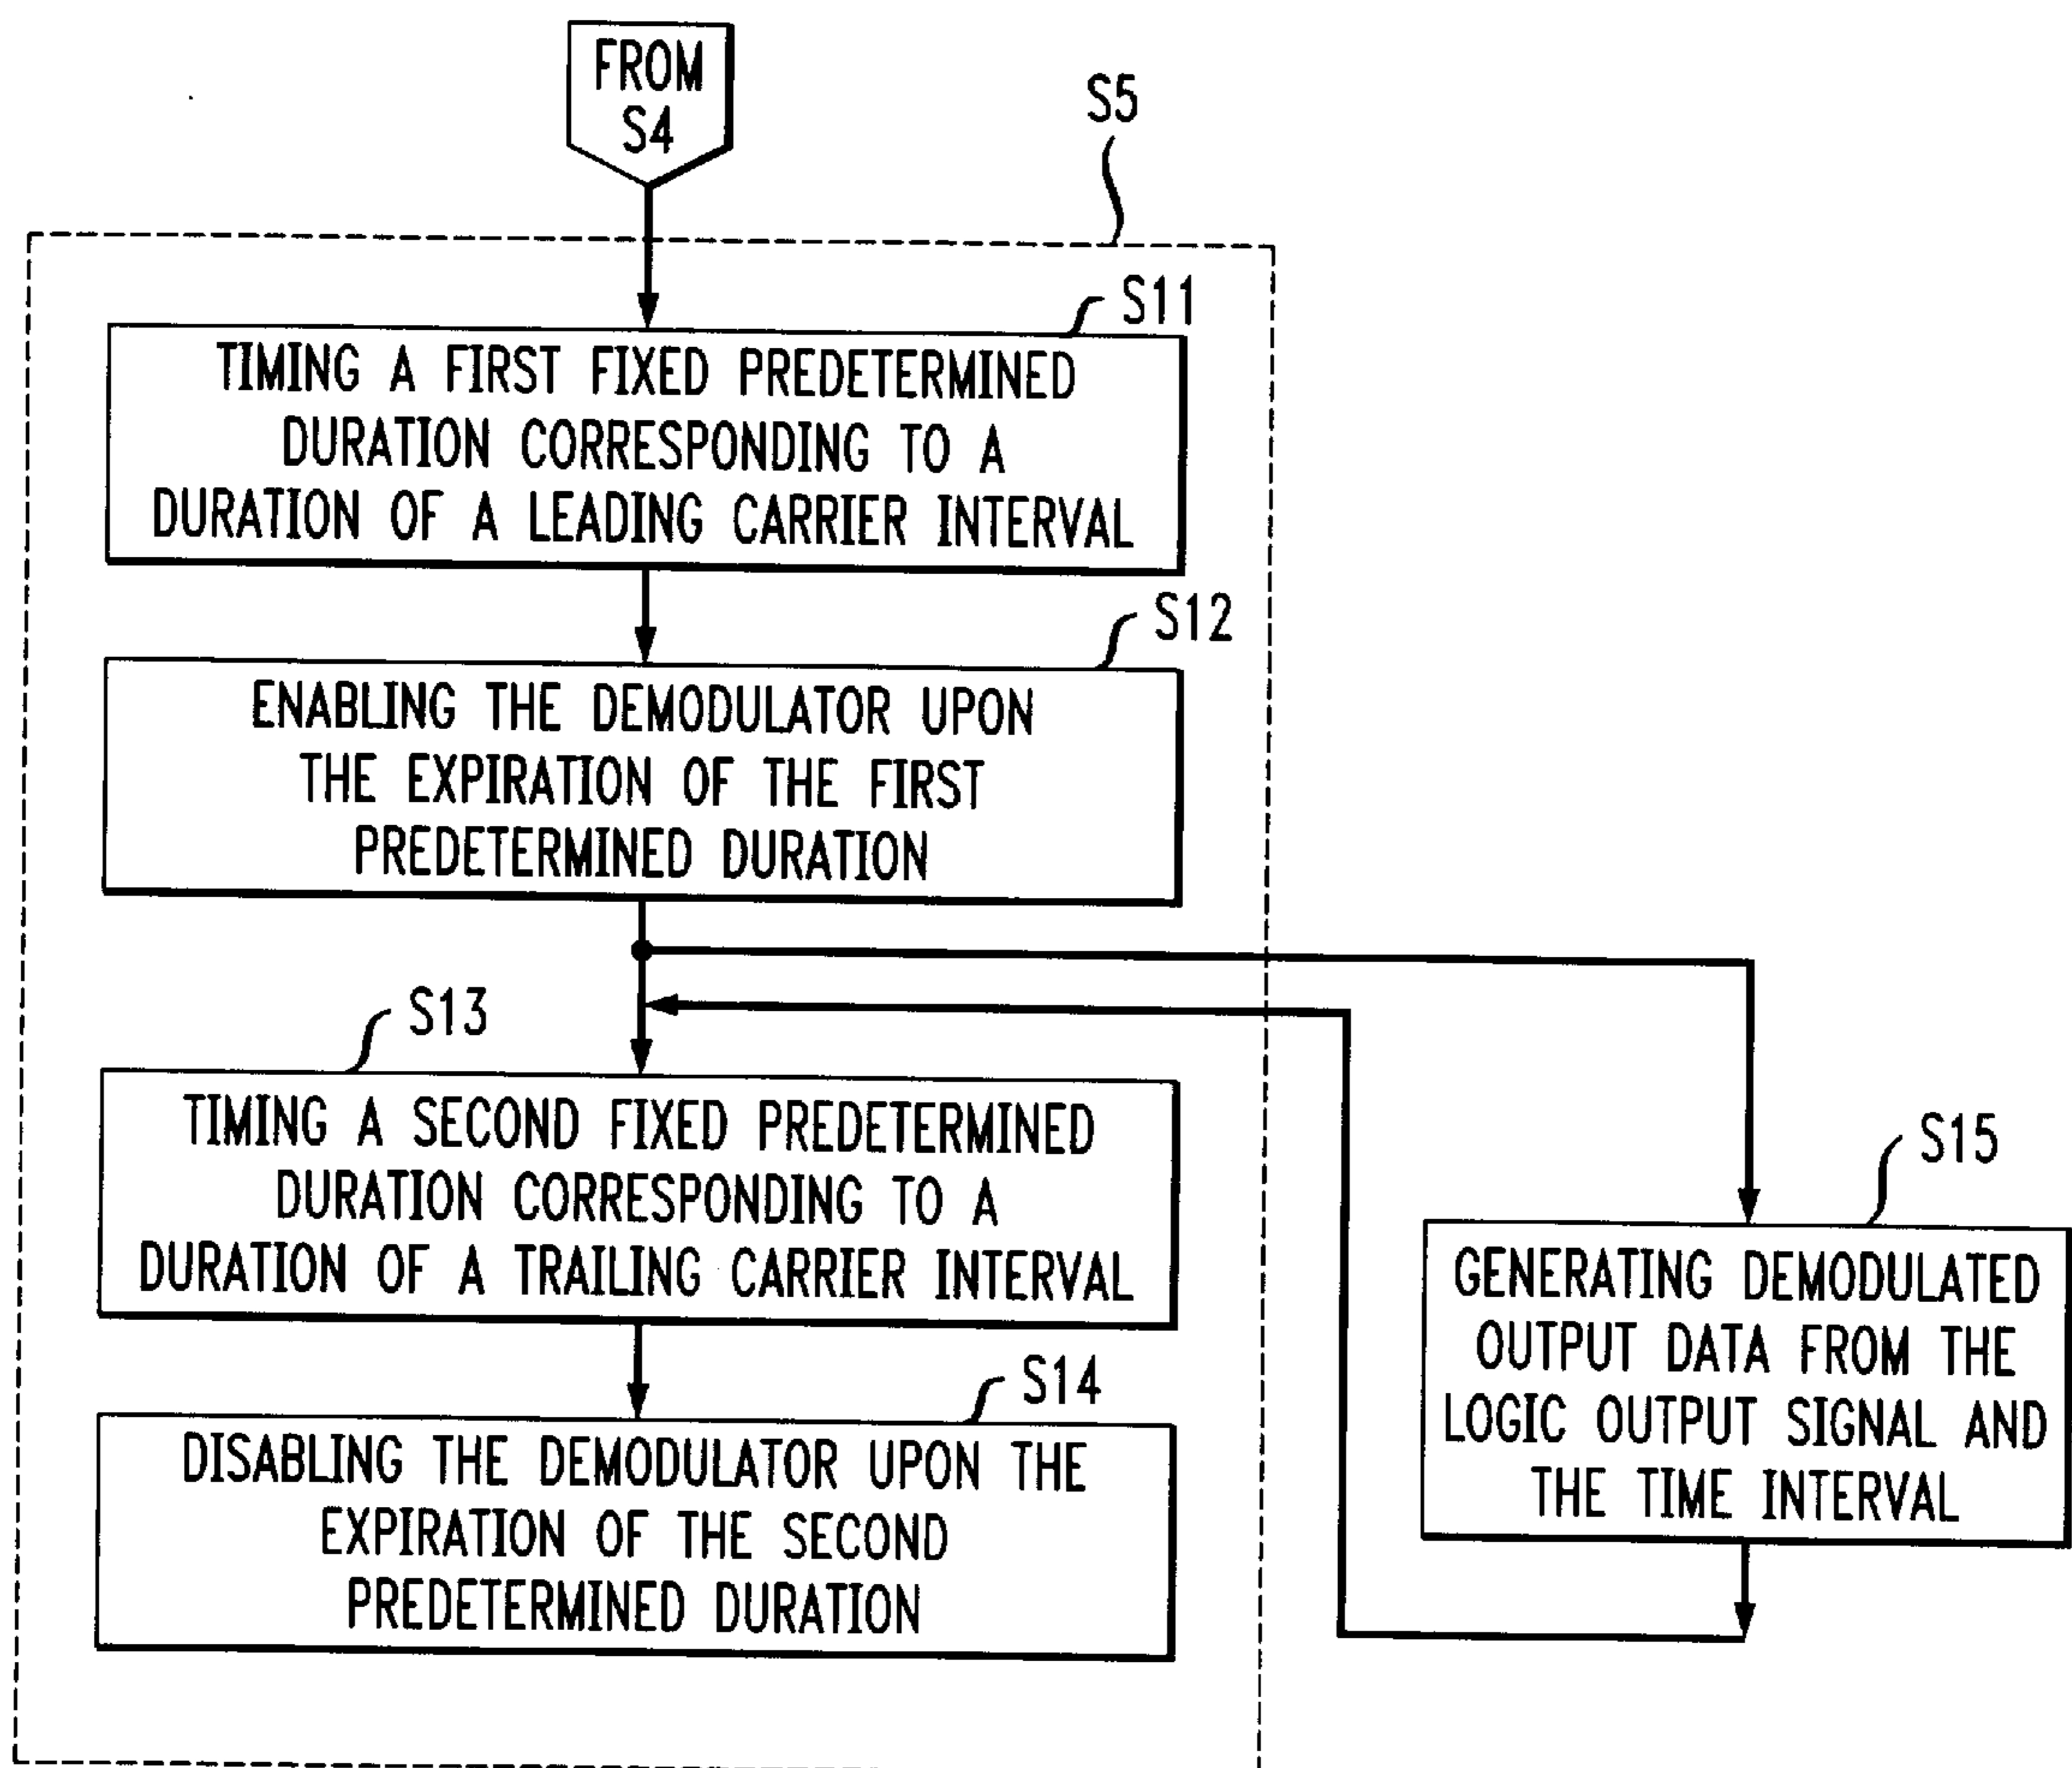 FROM
S4
S5
S11
TIMING A FIRST FIXED PREDETERMINED
DURATION CORRESPONDING TO A
DURATION OF A LEADING CARRIER INTERVAL
S12
ENABLING THE DEMODULATOR UPON
THE EXPIRATION OF THE FIRST
PREDETERMINED DURATION
S13
TIMING A SECOND FIXED PREDETERMINED
DURATION CORRESPONDING TO A
DURATION OF A TRAILING CARRIER INTERVAL
S14
DISABLING THE DEMODULATOR UPON THE
EXPIRATION OF THE SECOND
PREDETERMINED DURATION
S15
GENERATING DEMODULATED
OUTPUT DATA FROM THE
LOGIC OUTPUT SIGNAL AND
THE TIME INTERVAL